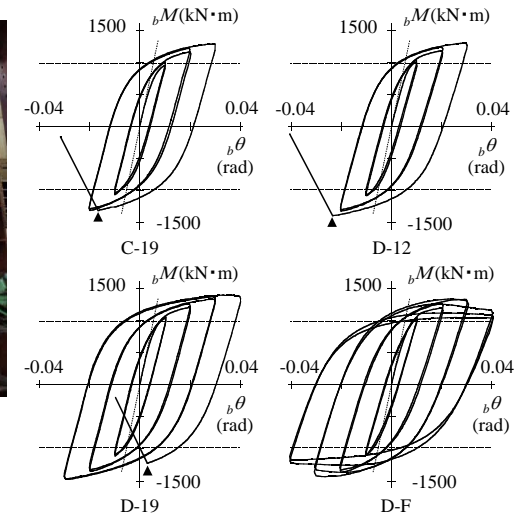 1500
bM(kN・m)
-0.04
0.04
bθ
(rad)
-1500
C-19
1500
bM(kN・m)
-0.04
0.04
bθ
(rad)
-1500
D-12
1500
bM(kN・m)
-0.04
0.04
bθ
(rad)
-1500
D-19
1500
bM(kN・m)
-0.04
0.04
bθ
(rad)
-1500
D-F